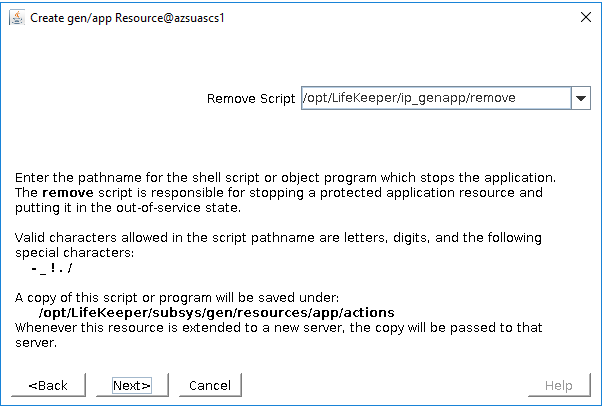 Create gen/app Resource@azsuascs1
Remove Script /opt/LifeKeeper/ip_genapp/remove
Enter the pathname for the shell script or object program which stops the application.
The remove script is responsible for stopping a protected application resource and
putting it in the out-of-service state.
Valid characters allowed in the script pathname are letters, digits, and the following
special characters:
- _ ! . /
A copy of this script or program will be saved under:
/opt/LifeKeeper/subsys/gen/resources/app/actions
Whenever this resource is extended to a new server, the copy will be passed to that
server.
<Back Next> Cancel Help